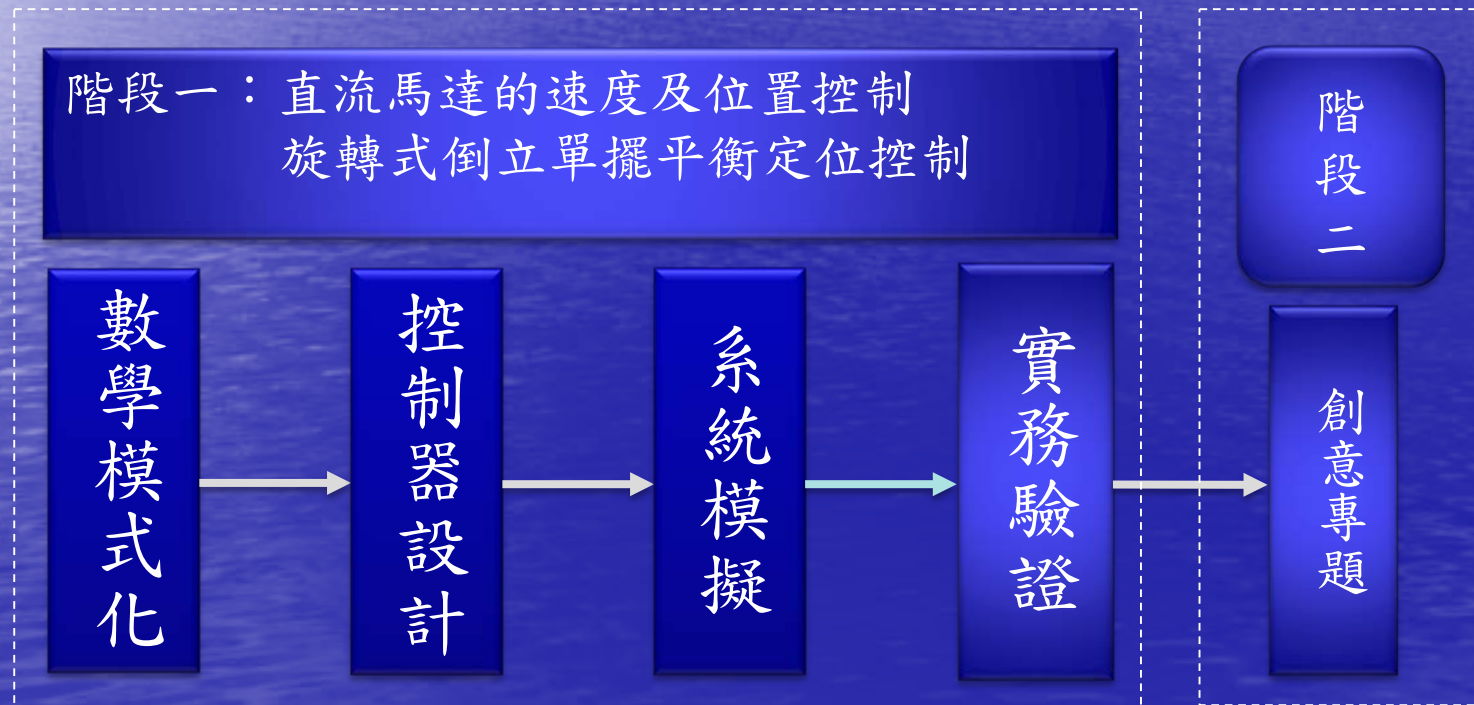 階段一：直流馬達的速度及位置控制
旋轉式倒立單擺平衡定位控制
階段二
數學模式化
控制器設計
系統模擬
實務驗證
創意專題